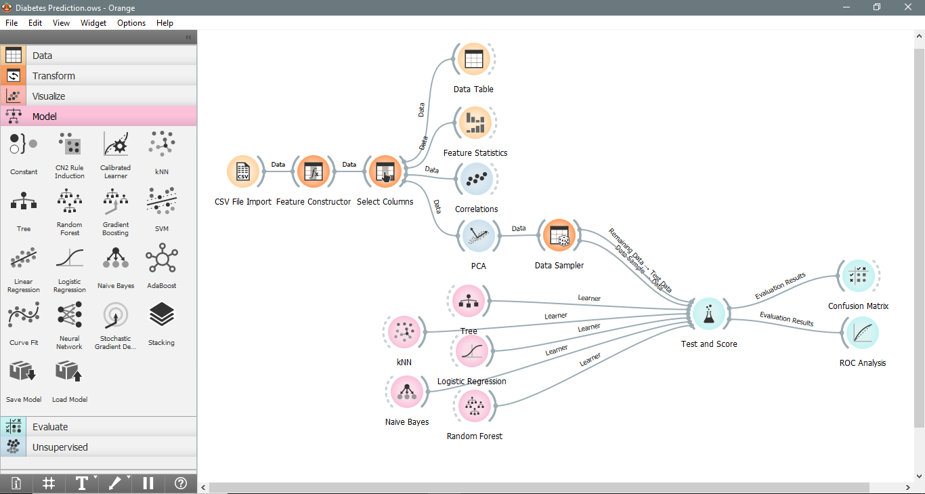 Diabetes Prediction.ows - Orange
File Edit View Widget Options Help
Data
Transform
Visualize
Model
Constant
CN2 Rule
Induction
Calibrated
Learner
kNN
Tree
Random
Forest
Gradient
Boosting
SVM
Linear
Regression
Logistic
Regression
Naive Bayes
AdaBoost
Curve Fit
Neural
Network
Stochastic
Gradient De...
Stacking
Save Model
Load Model
Evaluate
Unsupervised
CSV File Import
Data
Feature Constructor
Data
Select Columns
Data
Data Table
Data
Feature Statistics
Data
Correlations
Data
PCA
Data
Data Sampler
Remaining Data → Test Data
Data Sample → Data
Tree
Learner
kNN
Learner
Logistic Regression
Learner
Naive Bayes
Learner
Random Forest
Learner
Test and Score
Evaluation Results
Confusion Matrix
Evaluation Results
ROC Analysis